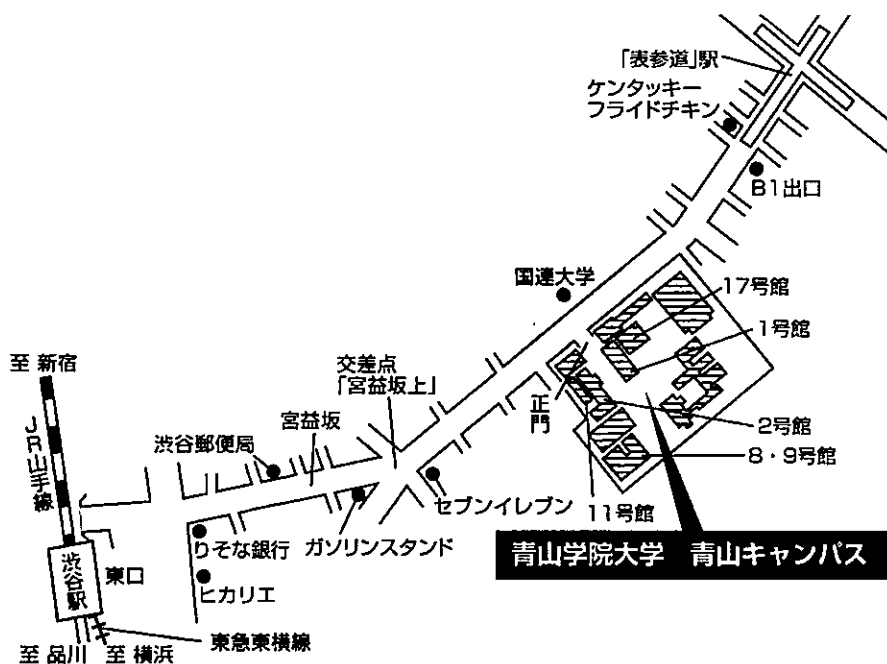 「表参道」駅
ケンタッキー
フライドチキン
B1出口
国連大学
17号館
1号館
正門
2号館
8・9号館
11号館
青山学院大学 青山キャンパス
交差点
「宮益坂上」
宮益坂
渋谷郵便局
セブンイレブン
ガソリンスタンド
りそな銀行
ヒカリエ
至 新宿
JR山手線
渋谷駅
東口
東急東横線
至 品川
至 横浜